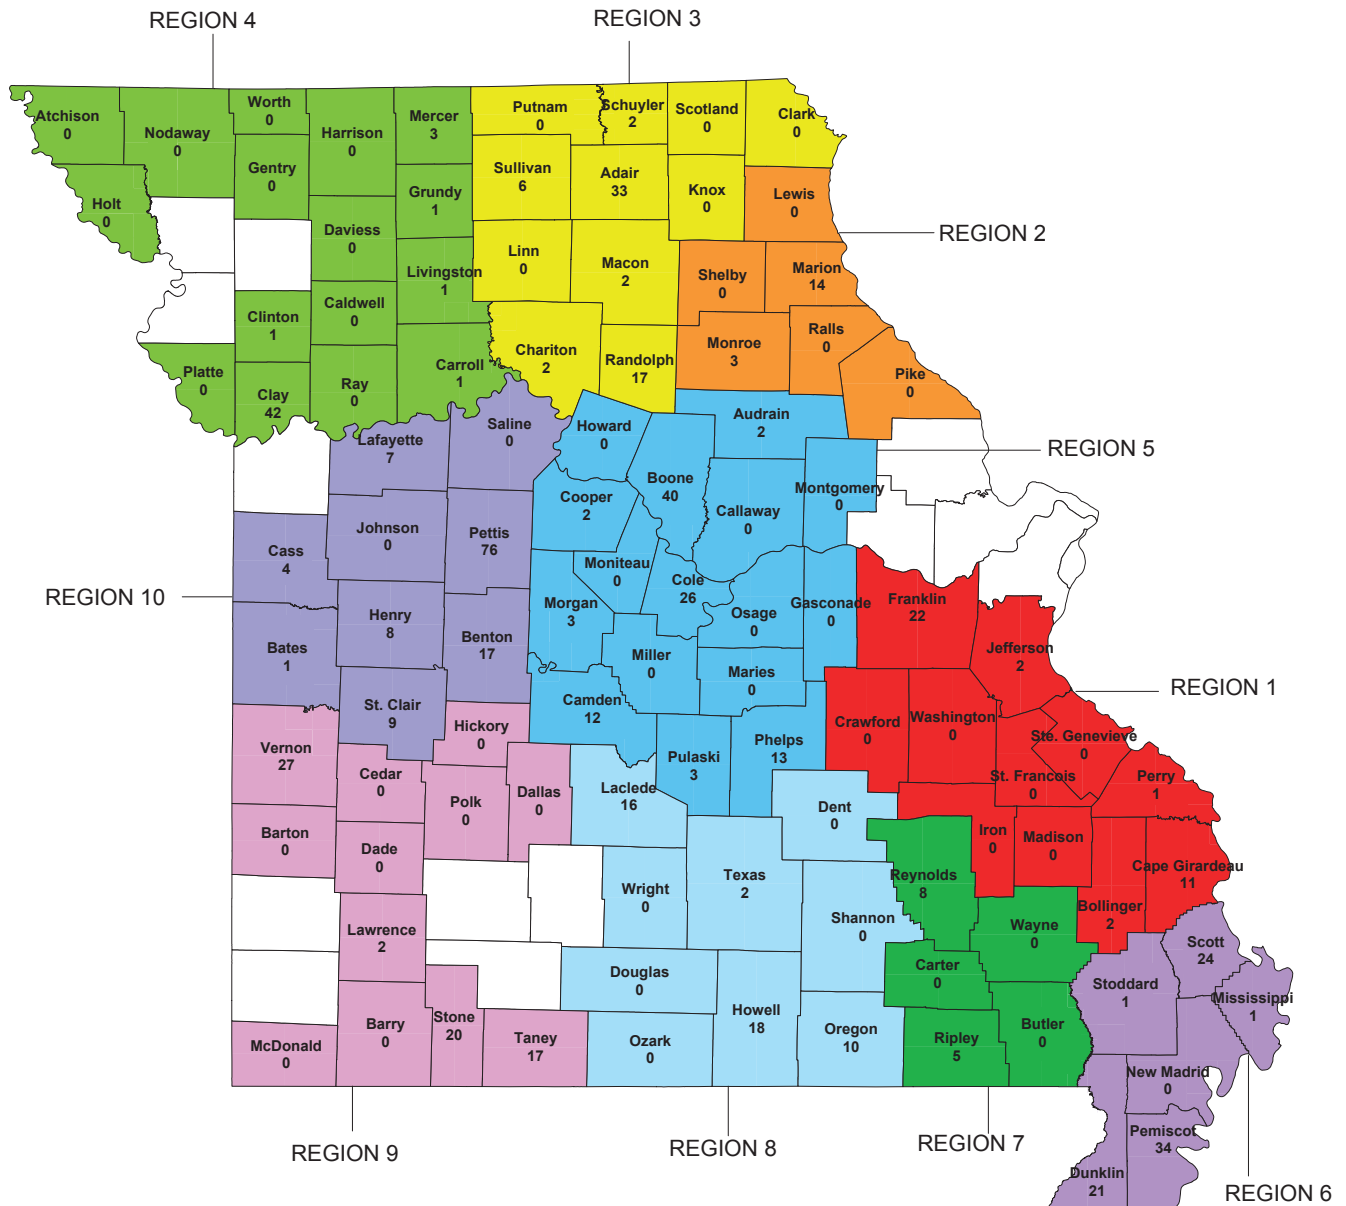 REGION 4
REGION 3
Atchison
0
Nodaway
0
Worth
0
Gentry
0
Harrison
0
Mercer
3
Grundy
1
Holt
0
Daviess
0
Livingston
1
Clinton
1
Caldwell
0
Platte
0
Clay
42
Ray
0
Carroll
1
Putnam
0
Schuyler
2
Scotland
0
Clark
0
Sullivan
6
Adair
33
Knox
0
Linn
0
Macon
2
Chariton
2
Randolph
17
Lewis
0
REGION 2
Shelby
0
Marion
14
Monroe
3
Ralls
0
Pike
0
Lafayette
7
Saline
0
Johnson
0
Pettis
76
Cass
4
Henry
8
Benton
17
Bates
1
St. Clair
9
REGION 10
Howard
0
Boone
40
Audrain
2
REGION 5
Cooper
2
Callaway
0
Montgomery
0
Moniteau
0
Cole
26
Morgan
3
Osage
0
Gasconade
0
Miller
0
Maries
0
Camden
12
Pulaski
3
Phelps
13
Franklin
22
Jefferson
2
REGION 1
Crawford
0
Washington
0
Ste. Genevieve
0
St. Francois
0
Perry
1
Iron
0
Madison
0
Cape Girardeau
11
Bollinger
2
Vernon
27
Hickory
0
Cedar
0
Polk
0
Dallas
0
Barton
0
Dade
0
Lawrence
2
McDonald
0
Barry
0
Stone
20
Taney
17
Laclede
16
Dent
0
Wright
0
Texas
2
Shannon
0
Douglas
0
Howell
18
Ozark
0
Oregon
10
Reynolds
8
Wayne
0
Carter
0
Ripley
5
Butler
0
Scott
24
Stoddard
1
Mississippi
1
New Madrid
0
Pemiscot
34
Dunklin
21
REGION 9
REGION 8
REGION 7
REGION 6